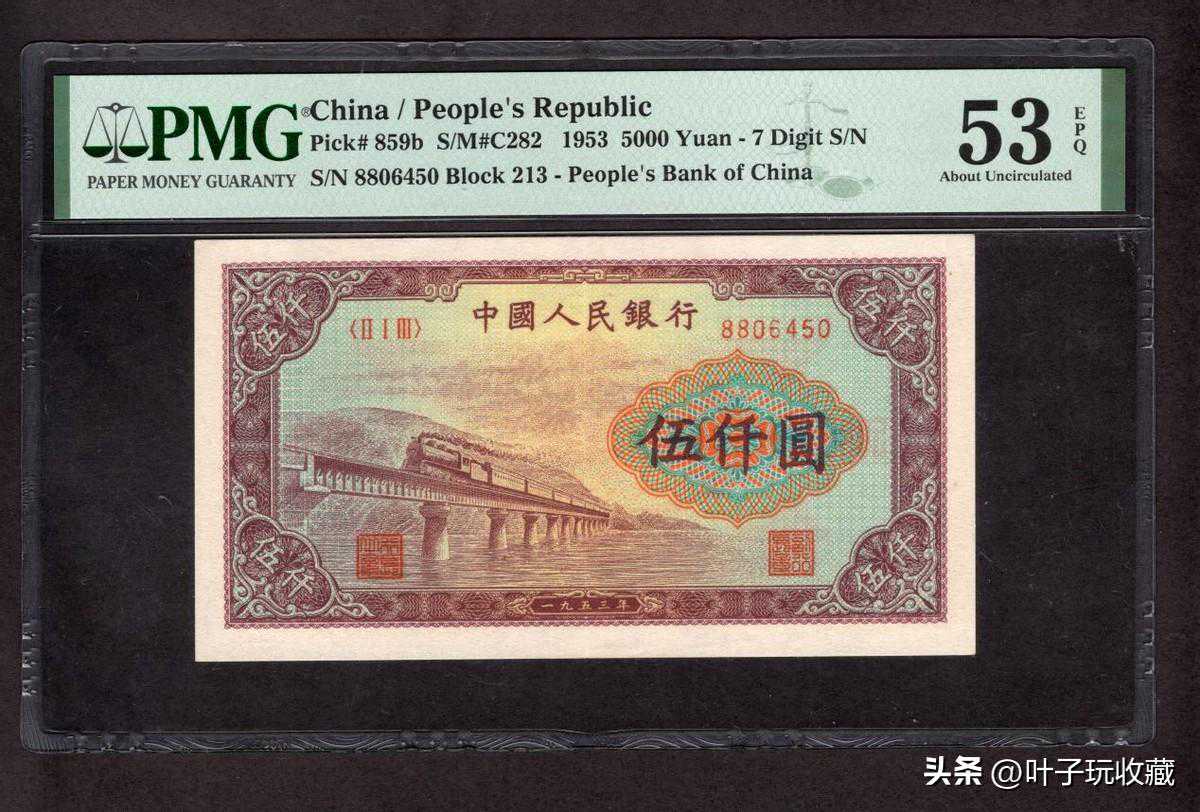 PMG®
PAPER MONEY GUARANTY
China / People's Republic
Pick# 859b S/M#C282 1953 5000 Yuan - 7 Digit S/N
S/N 8806450 Block 213 - People's Bank of China
53
EPQ
About Uncirculated
伍仟
伍仟
中國人民銀行
〈II I III〉
8806450
伍仟圓
伍仟
伍仟
一九五三年
头条 @叶子玩收藏